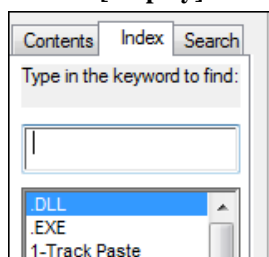 Contents Index Search
Type in the keyword to find:
.DLL
.EXE
1-Track Paste